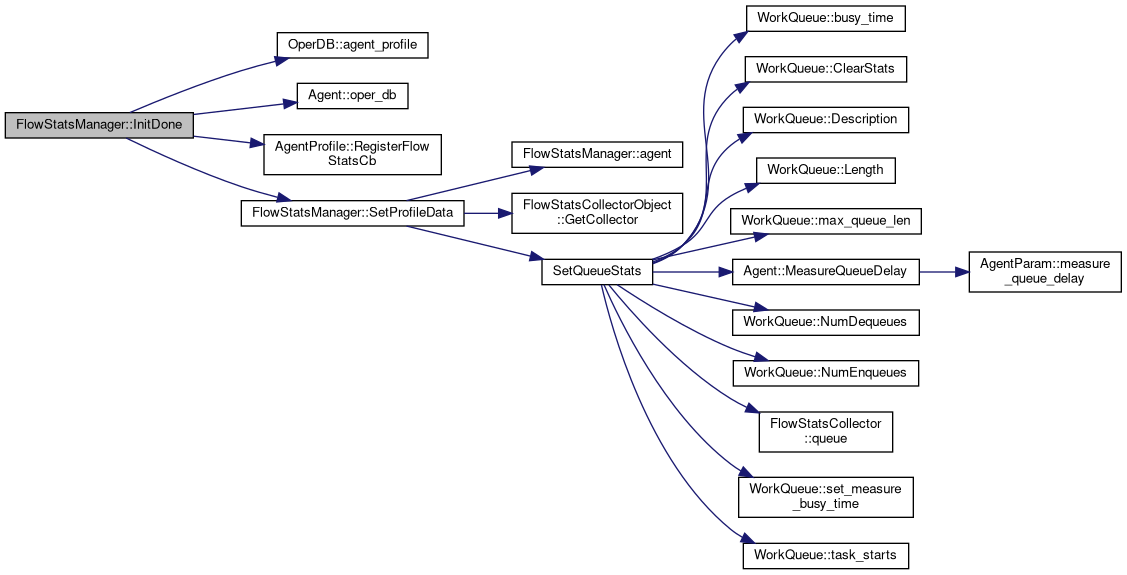 FlowStatsManager::InitDone
OperDB::agent_profile
Agent::oper_db
AgentProfile::RegisterFlow
StatsCb
FlowStatsManager::SetProfileData
FlowStatsManager::agent
FlowStatsCollectorObject
::GetCollector
SetQueueStats
WorkQueue::busy_time
WorkQueue::ClearStats
WorkQueue::Description
WorkQueue::Length
WorkQueue::max_queue_len
Agent::MeasureQueueDelay
AgentParam::measure
_queue_delay
WorkQueue::NumDequeues
WorkQueue::NumEnqueues
FlowStatsCollector
::queue
WorkQueue::set_measure
_busy_time
WorkQueue::task_starts